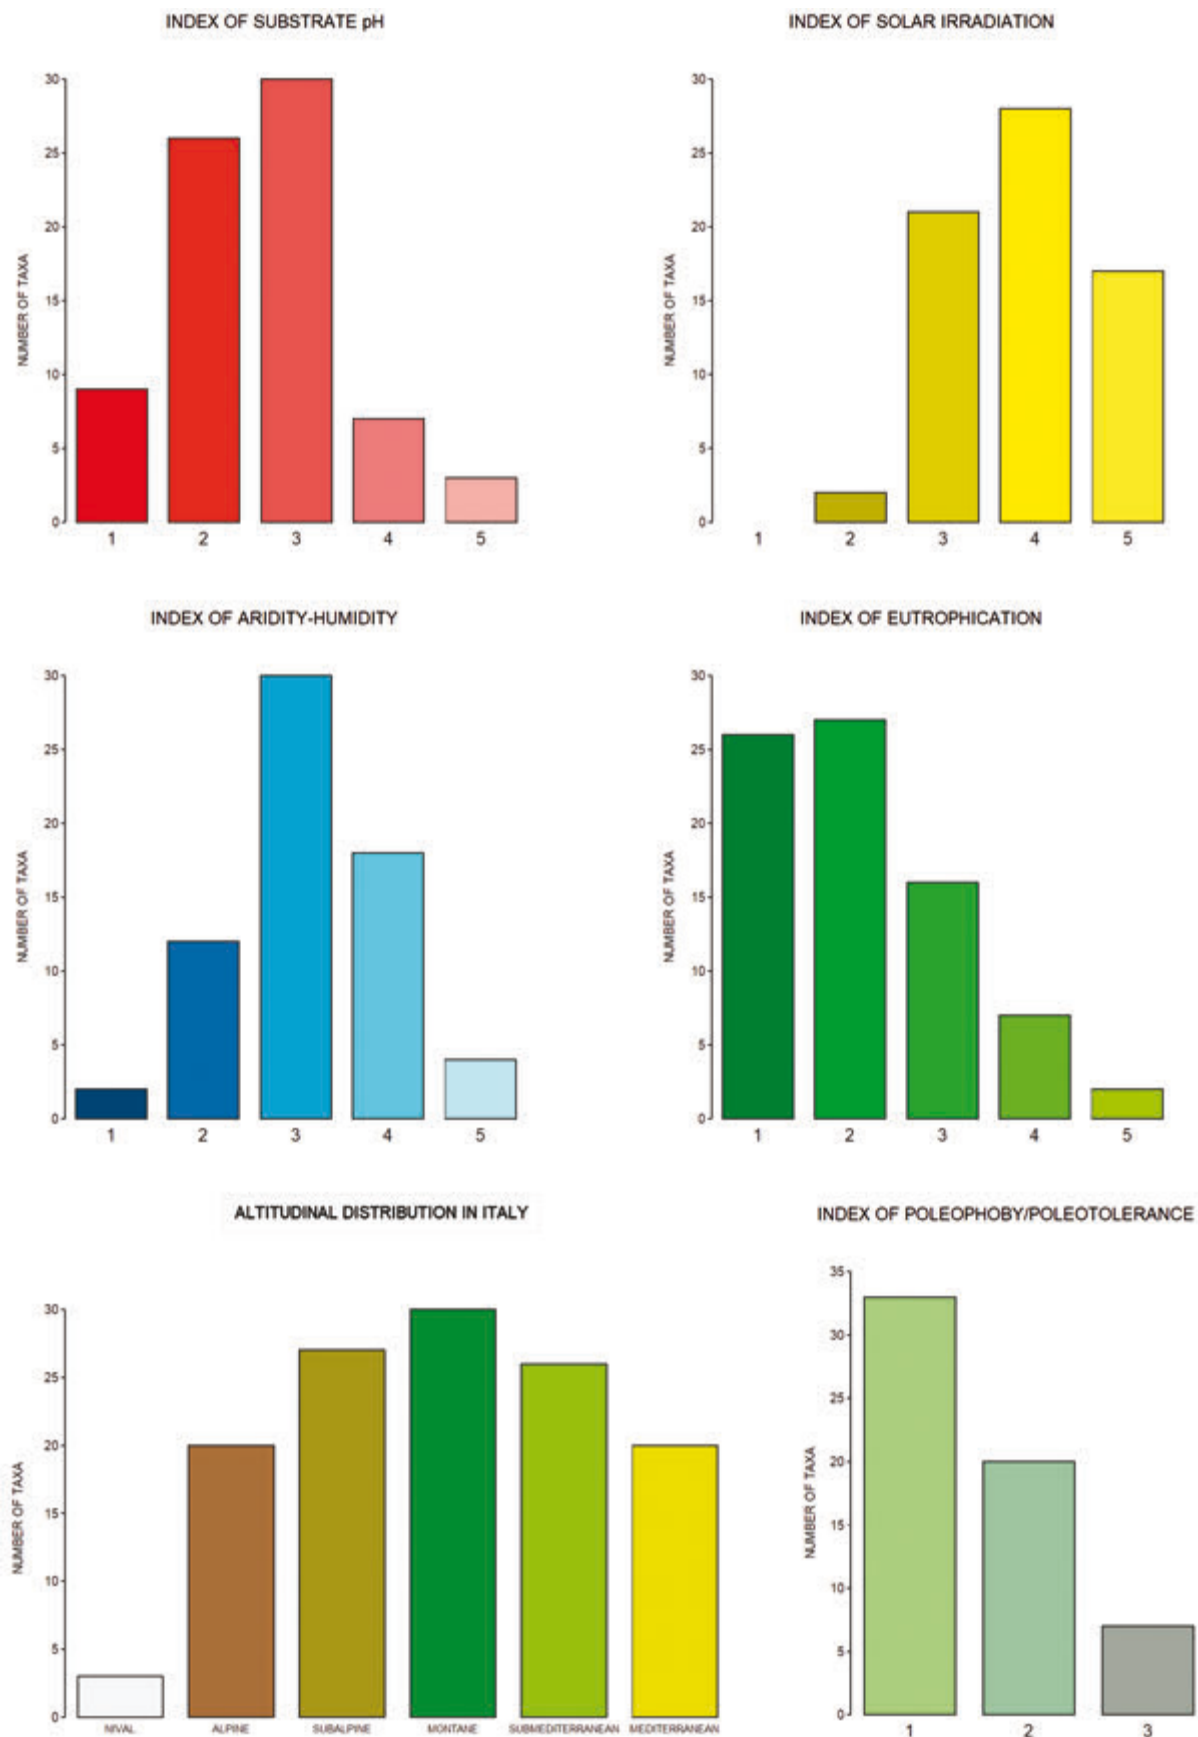 INDEX OF SUBSTRATE pH
NUMBER OF TAXA
30
25
20
15
10
5
0
1 2 3 4 5
INDEX OF SOLAR IRRADIATION
NUMBER OF TAXA
30
25
20
15
10
5
0
1 2 3 4 5
INDEX OF ARIDITY-HUMIDITY
NUMBER OF TAXA
30
25
20
15
10
5
0
1 2 3 4 5
INDEX OF EUTROPHICATION
NUMBER OF TAXA
30
25
20
15
10
5
0
1 2 3 4 5
ALTITUDINAL DISTRIBUTION IN ITALY
NUMBER OF TAXA
30
25
20
15
10
5
0
NIVAL ALPINE SUBALPINE MONTANE SUBMEDITERRANEAN MEDITERRANEAN
INDEX OF POLEOPHOBY/POLEOTOLERANCE
NUMBER OF TAXA
35
30
25
20
15
10
5
0
1 2 3